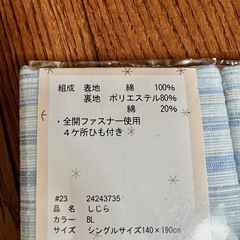 組成 表地 綿 100%
裏地 ポリエステル80%
綿 20%
・全開ファスナー使用
4ケ所ひも付き
#23 24243735
品名 しじら
カラー BL
サイズ シングルサイズ140×190cm